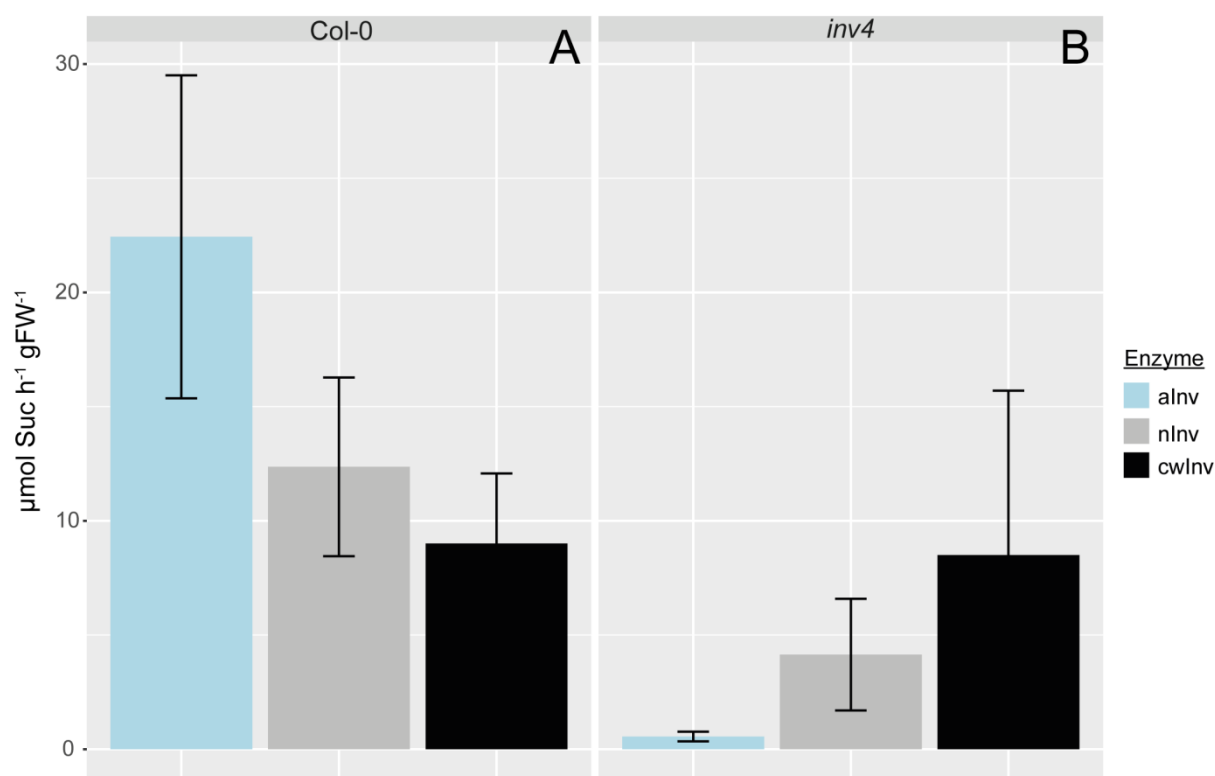 Col-0
A
inv4
B
30
20
10
0
µmol Suc h⁻¹ gFW⁻¹
Enzyme
aInv
nInv
cwInv